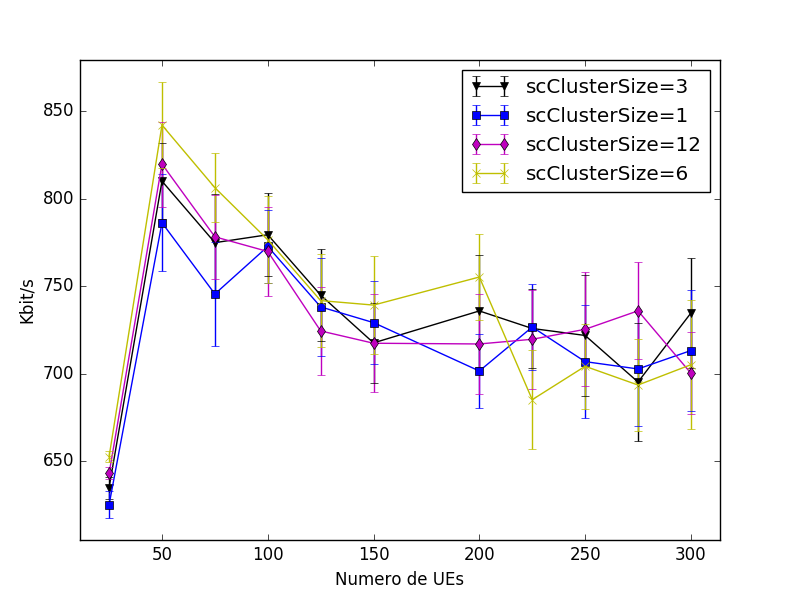 scClusterSize=3
scClusterSize=1
scClusterSize=12
scClusterSize=6
850
800
750
700
650
Kbit/s
50 100 150 200 250 300
Numero de UEs